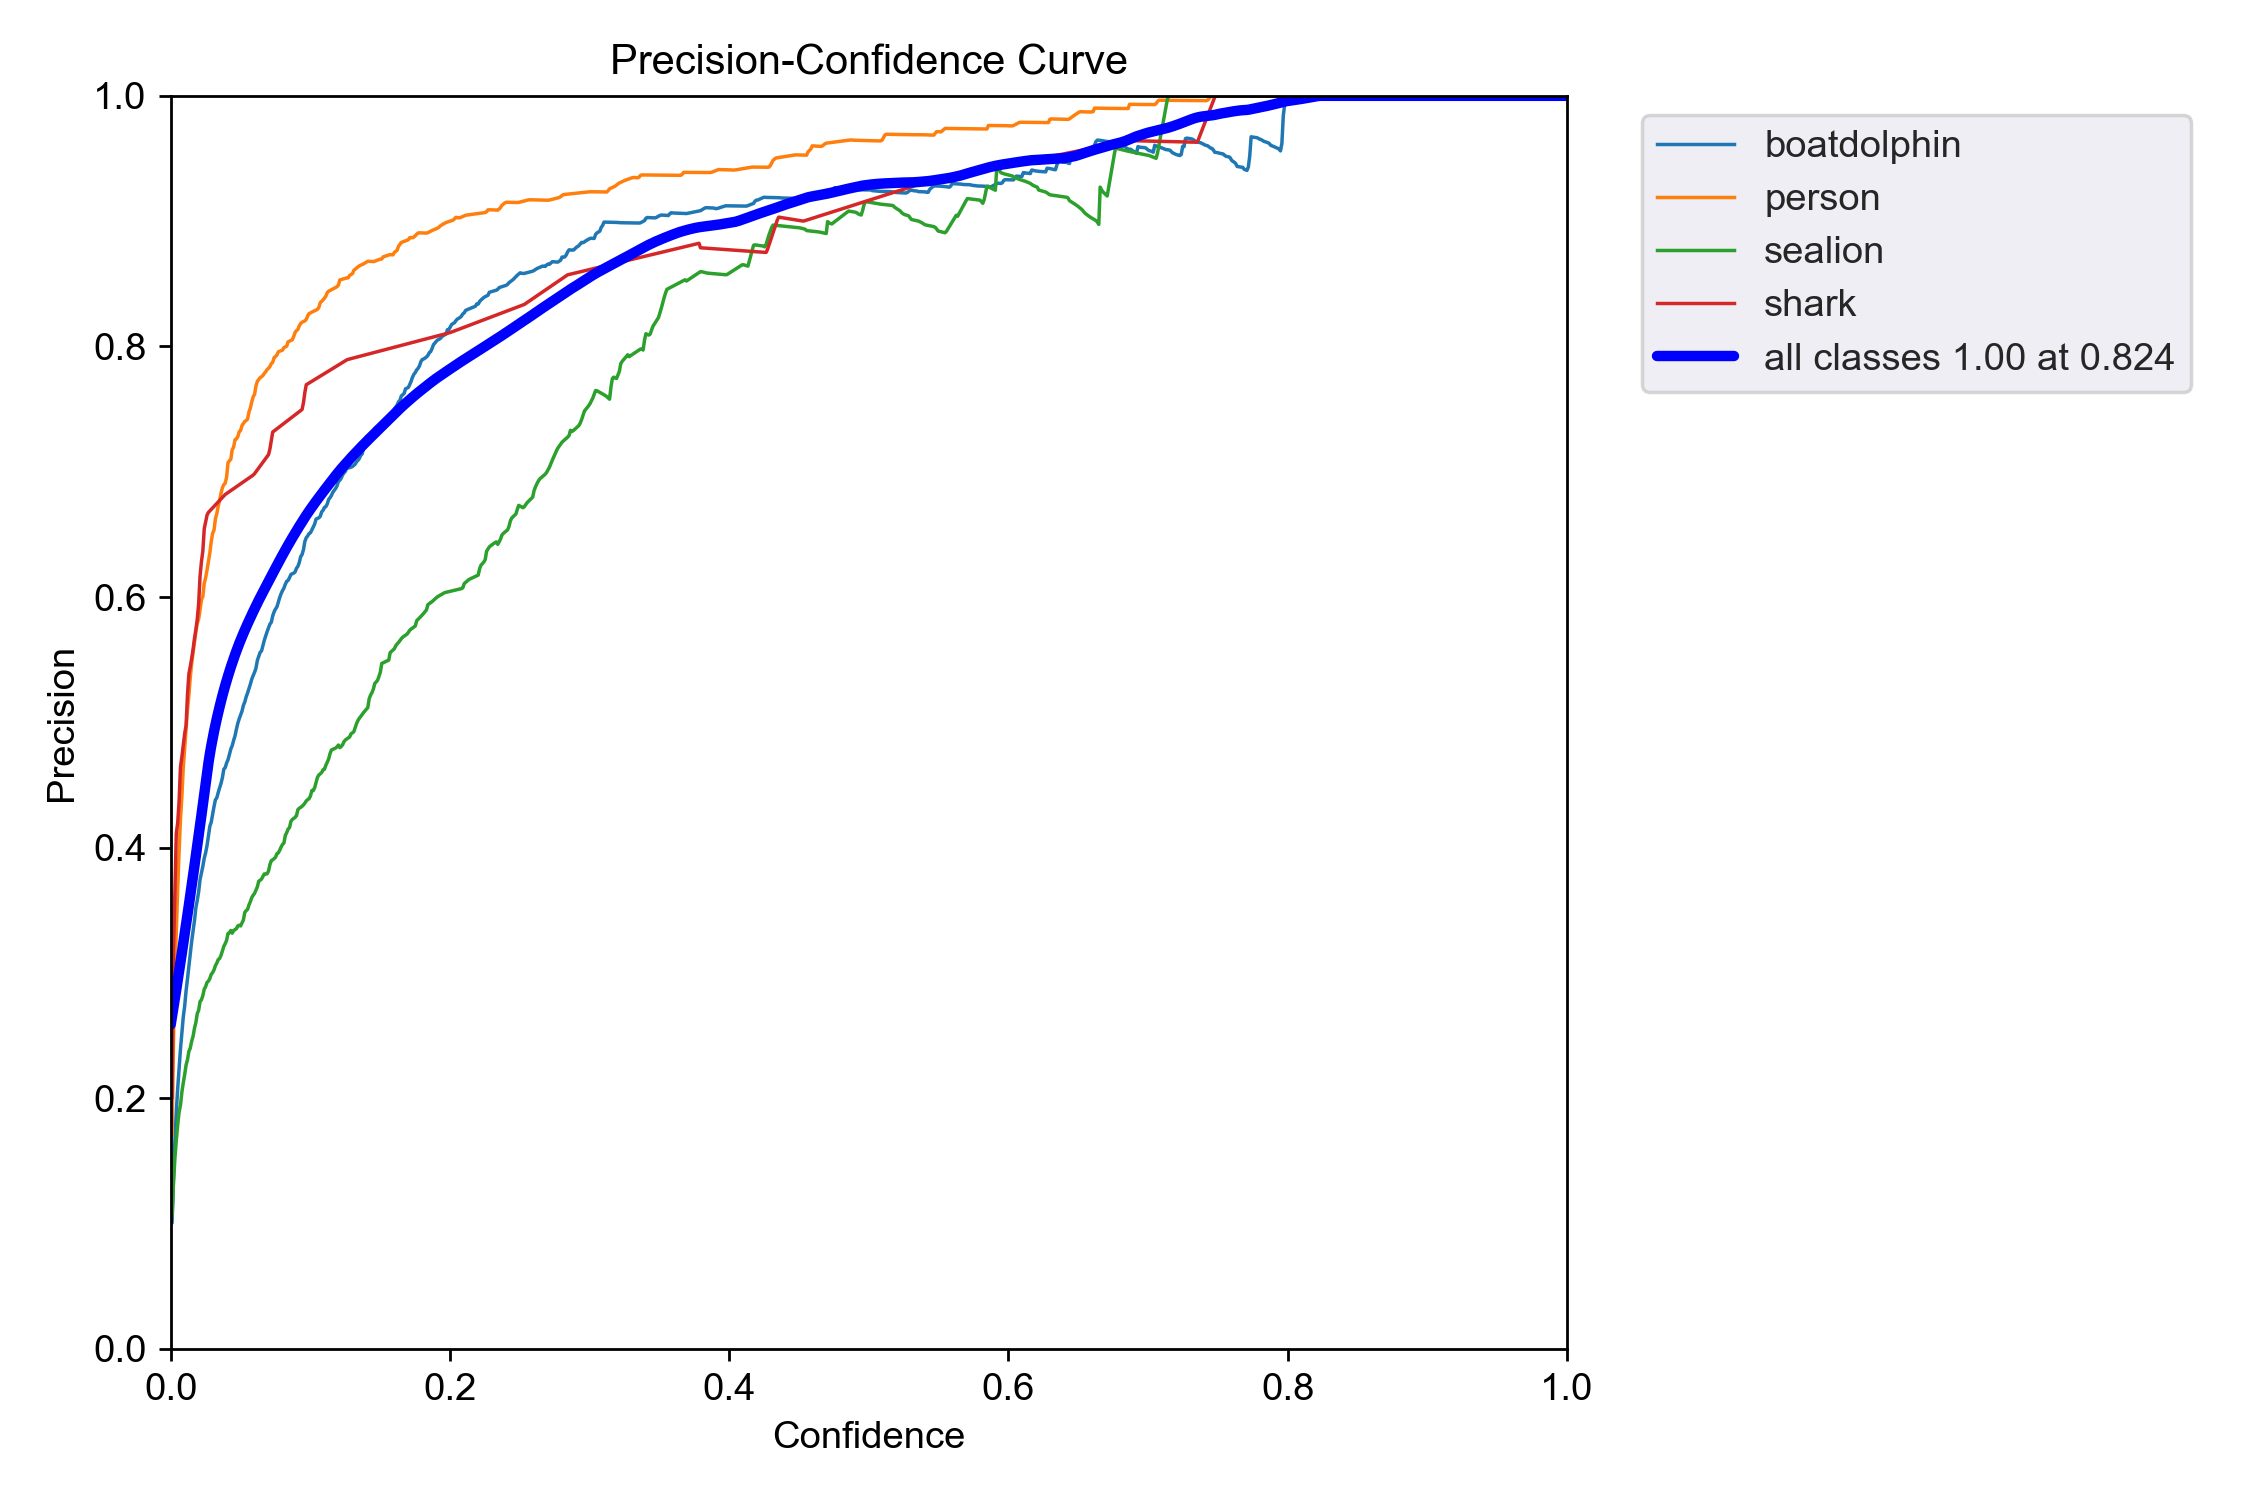 Precision-Confidence Curve
1.0
0.8
0.6
0.4
0.2
0.0
Precision
0.0 0.2 0.4 0.6 0.8 1.0
Confidence
boatdolphin
person
sealion
shark
all classes 1.00 at 0.824